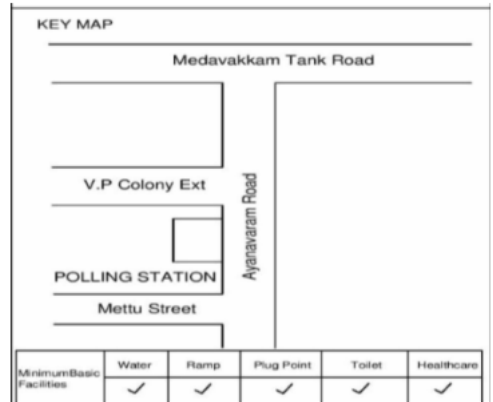 KEY MAP
Medavakkam Tank Road
V.P Colony Ext
Ayanavaram Road
POLLING STATION
Mettu Street
MinimumBasic Facilities
Water Ramp Plug Point Toilet Healthcare
✓ ✓ ✓ ✓ ✓